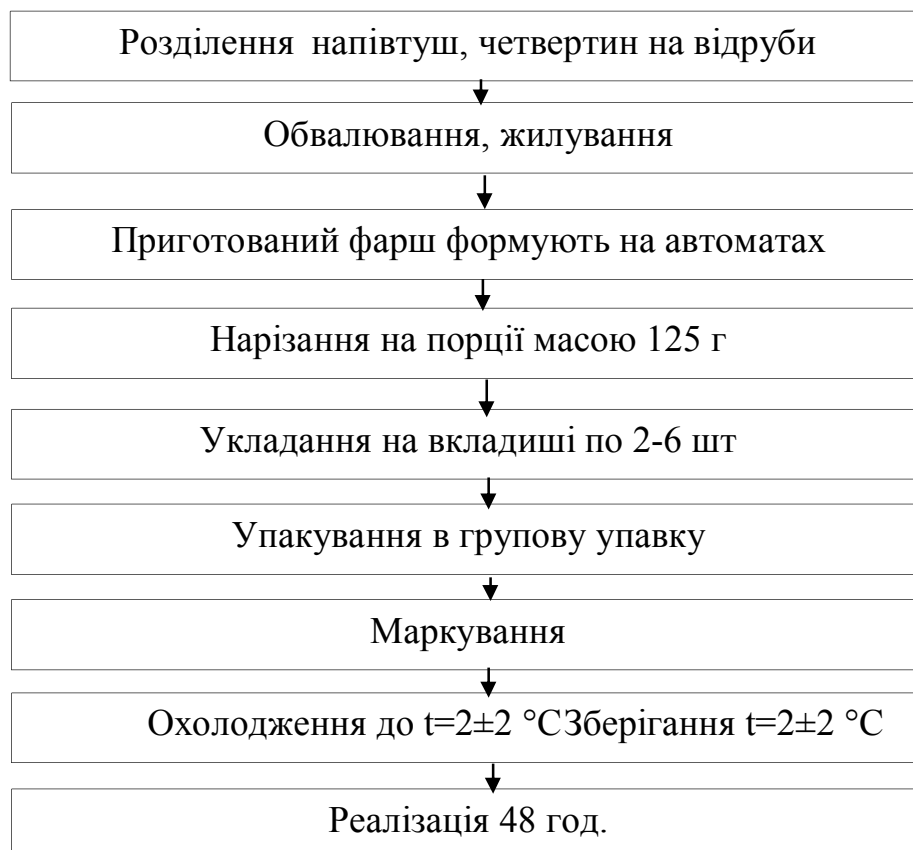 Розділення напівтуш, четвертин на відруби
Обвалювання, жилування
Приготований фарш формують на автоматах
Нарізання на порції масою 125 г
Укладання на вкладиші по 2-6 шт
Упакування в групову упавку
Маркування
Охолодження до t=2±2 °СЗберігання t=2±2 °С
Реалізація 48 год.